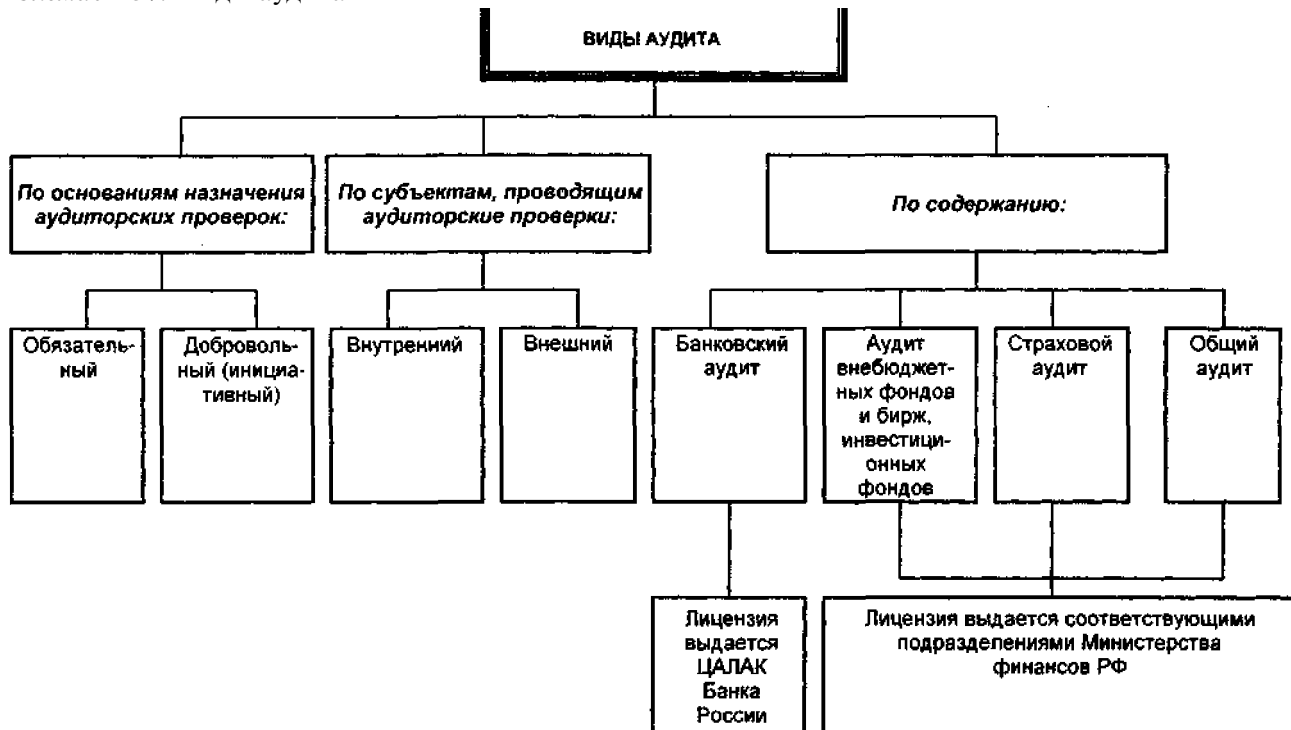 ВИДЫ АУДИТА
По основаниям назначения
аудиторских проверок:
По субъектам, проводящим
аудиторские проверки:
По содержанию:
Обязатель-
ный
Доброволь-
ный (инициа-
тивный)
Внутренний
Внешний
Банковский
аудит
Аудит
внебюджет-
ных фондов
и бирж,
инвестици-
онных
фондов
Страховой
аудит
Общий
аудит
Лицензия
выдается
ЦАЛАК
Банка
России
Лицензия выдается соответствующими
подразделениями Министерства
финансов РФ